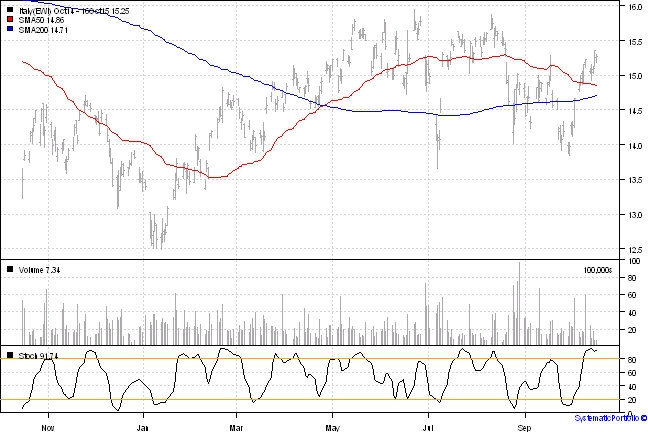 Italy(EWI) Oct14 - 16Oct15 15.25
SMA50 14.86
SMA200 14.71
16.0
15.5
15.0
14.5
14.0
13.5
13.0
12.5
Volume 7.34
100,000s
100
80
60
40
20
Stoch 91.74
80
60
40
20
0
Nov
Jan
Mar
May
Jul
Sep
SystematicPortfolio ©